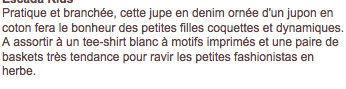 Escada Kids
Pratique et branchée, cette jupe en denim ornée d'un jupon en
coton fera le bonheur des petites filles coquettes et dynamiques.
A assortir à un tee-shirt blanc à motifs imprimés et une paire de
baskets très tendance pour ravir les petites fashionistas en
herbe.